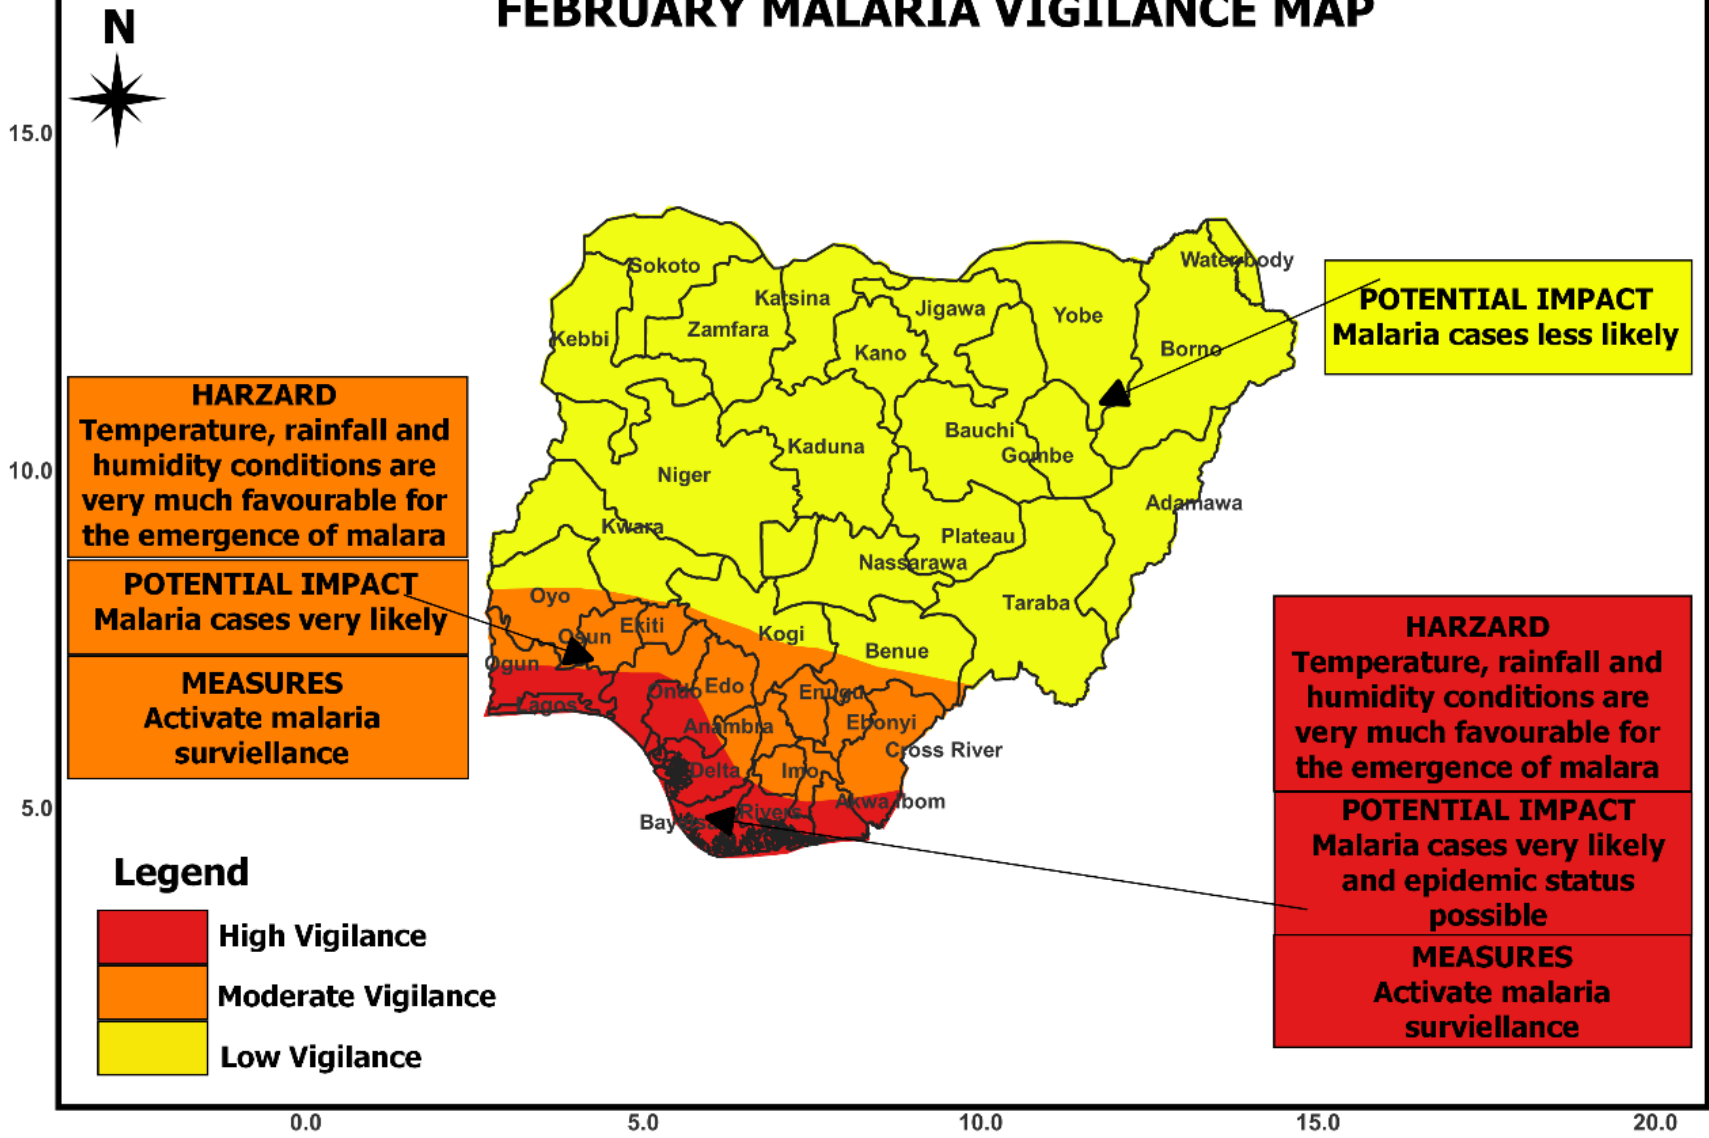 FEBRUARY MALARIA VIGILANCE MAP
N
15.0
10.0
5.0
0.0
5.0
10.0
15.0
20.0
Sokoto
Kebbi
Zamfara
Katsina
Kano
Jigawa
Yobe
Borno
Water body
Niger
Kaduna
Bauchi
Gombe
Adamawa
Kwara
Plateau
Nassarawa
Taraba
Oyo
Osun
Ekiti
Kogi
Benue
Ogun
Ondo
Edo
Enugu
Lagos
Anambra
Ebonyi
Cross River
Delta
Imo
Rivers
Akwa Ibom
POTENTIAL IMPACT
Malaria cases less likely
HARZARD
Temperature, rainfall and
humidity conditions are
very much favourable for
the emergence of malara
POTENTIAL IMPACT
Malaria cases very likely
MEASURES
Activate malaria
surviellance
HARZARD
Temperature, rainfall and
humidity conditions are
very much favourable for
the emergence of malara
POTENTIAL IMPACT
Malaria cases very likely
and epidemic status
possible
MEASURES
Activate malaria
surviellance
Legend
High Vigilance
Moderate Vigilance
Low Vigilance